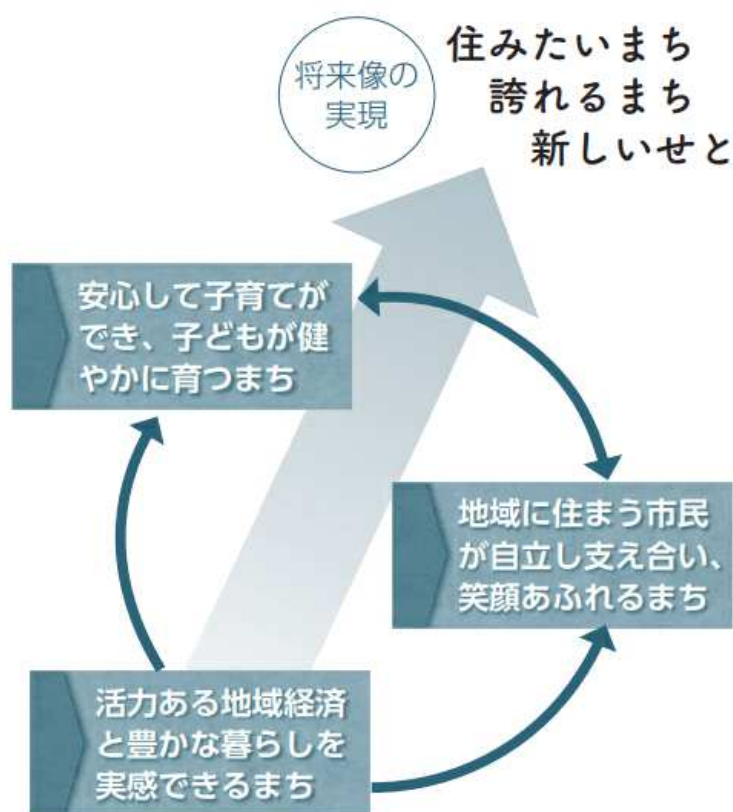 将来像の
実現
住みたいまち
誇れるまち
新しいせと
安心して子育てが
でき、子どもが健
やかに育つまち
地域に住まう市民
が自立し支え合い、
笑顔あふれるまち
活力ある地域経済
と豊かな暮らしを
実感できるまち